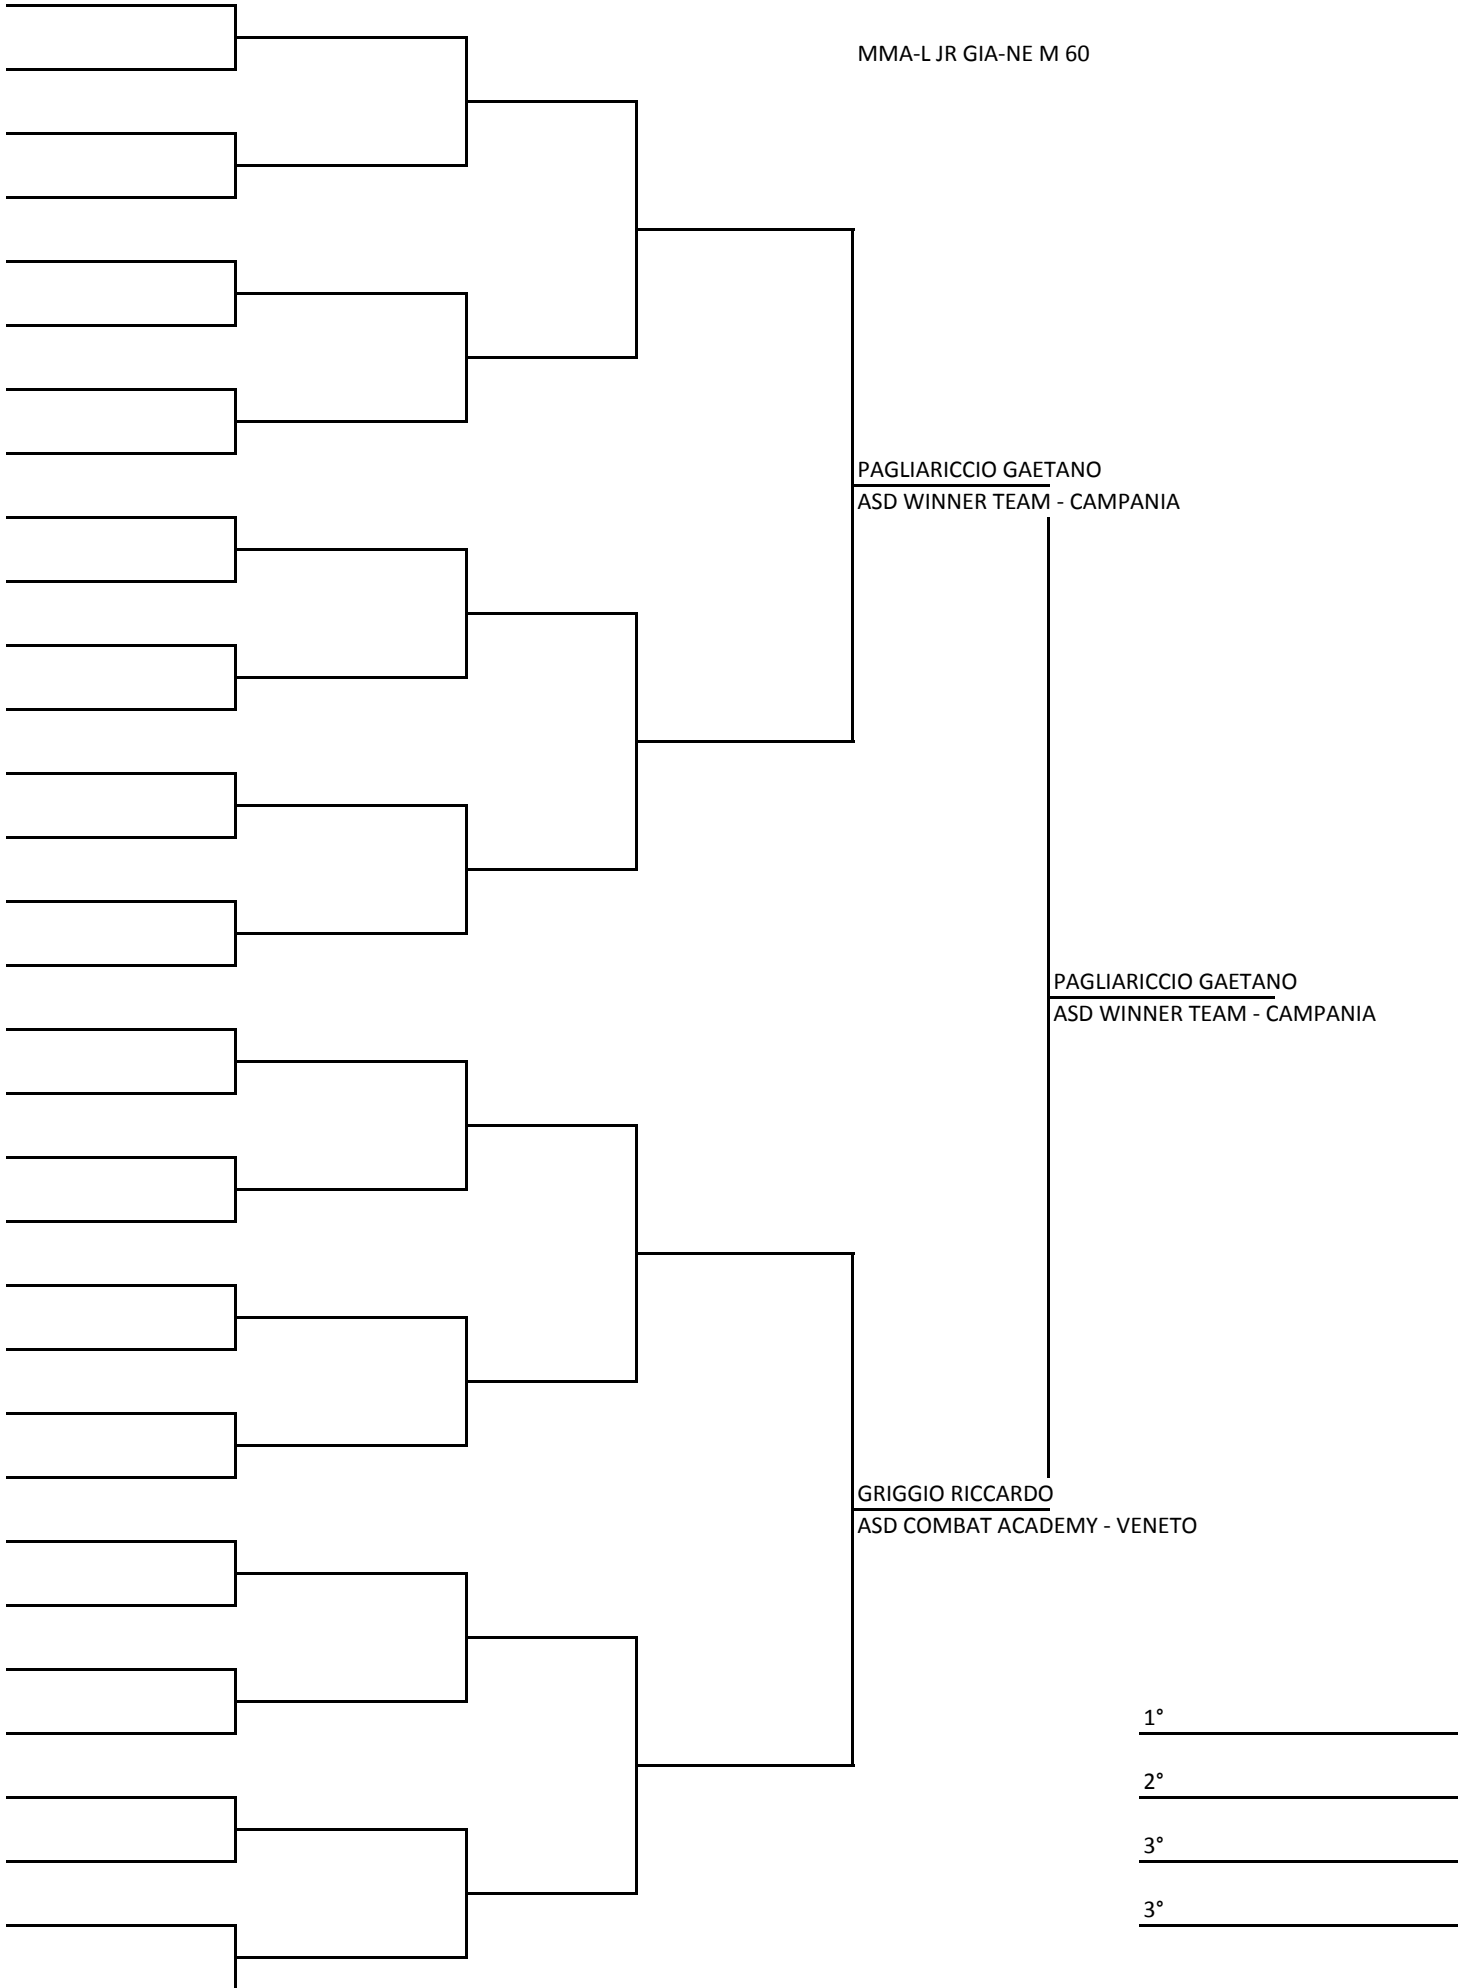 MMA-L JR GIA-NE M 60
PAGLIARICCIO GAETANO
ASD WINNER TEAM - CAMPANIA
PAGLIARICCIO GAETANO
ASD WINNER TEAM - CAMPANIA
GRIGGIO RICCARDO
ASD COMBAT ACADEMY - VENETO
1°
2°
3°
3°